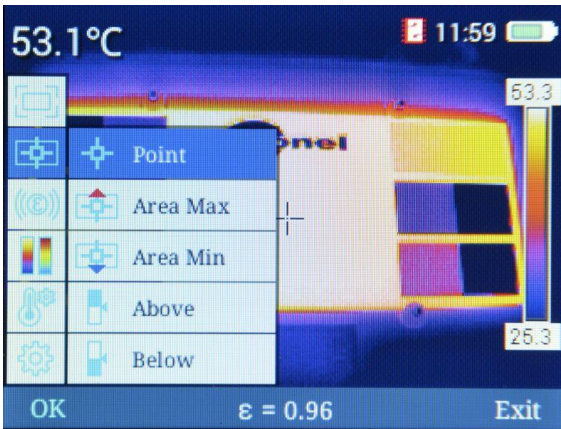 53.1°C
11:59
53.3
Point
Area Max
Area Min
Above
Below
25.3
OK
ε = 0.96
Exit